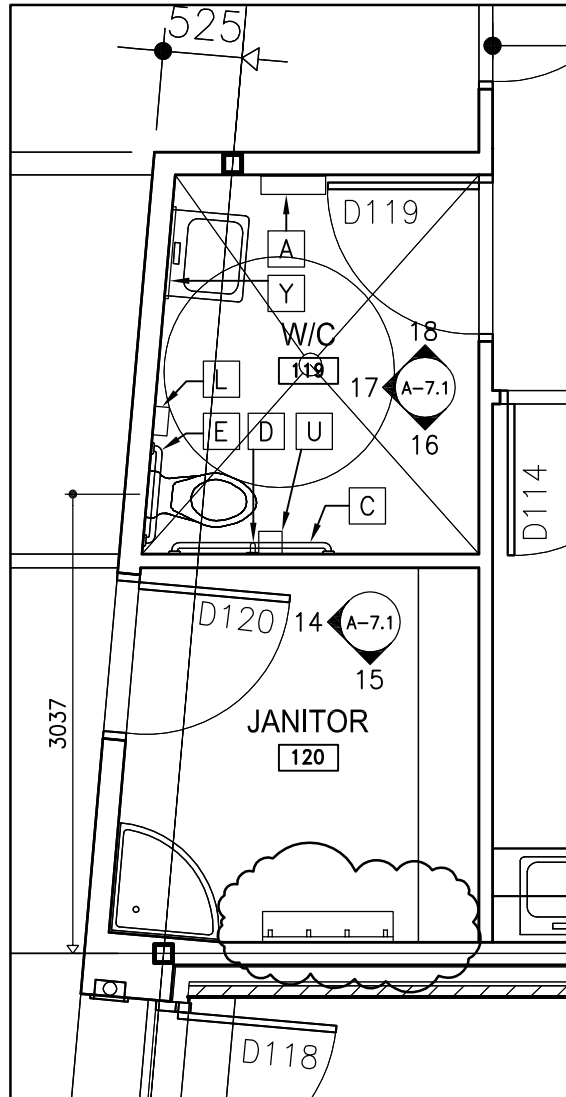 525
D119
A
Y
W/C
119
18
17 A-7.1
16
L
E D U
C
D114
D120
14 A-7.1
15
3037
JANITOR
120
D118